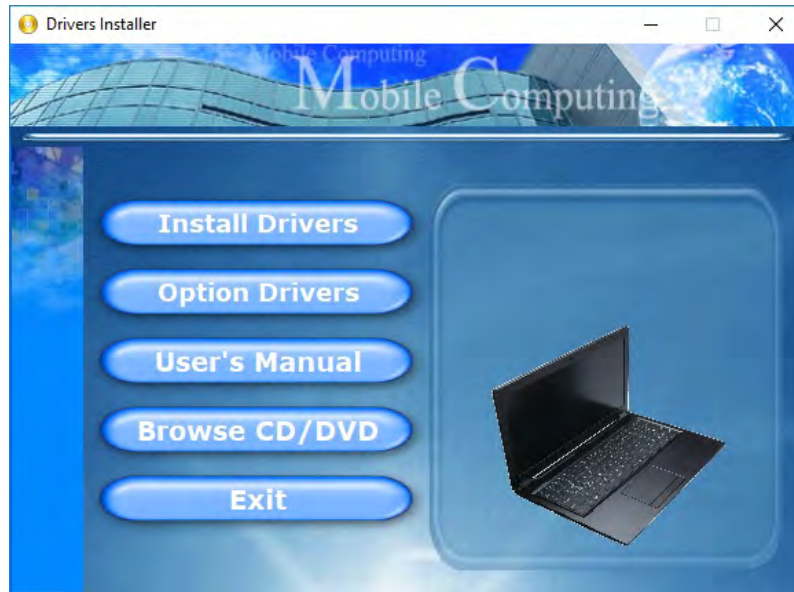 Drivers Installer
Mobile Computing
Mobile Computing
Install Drivers
Option Drivers
User's Manual
Browse CD/DVD
Exit